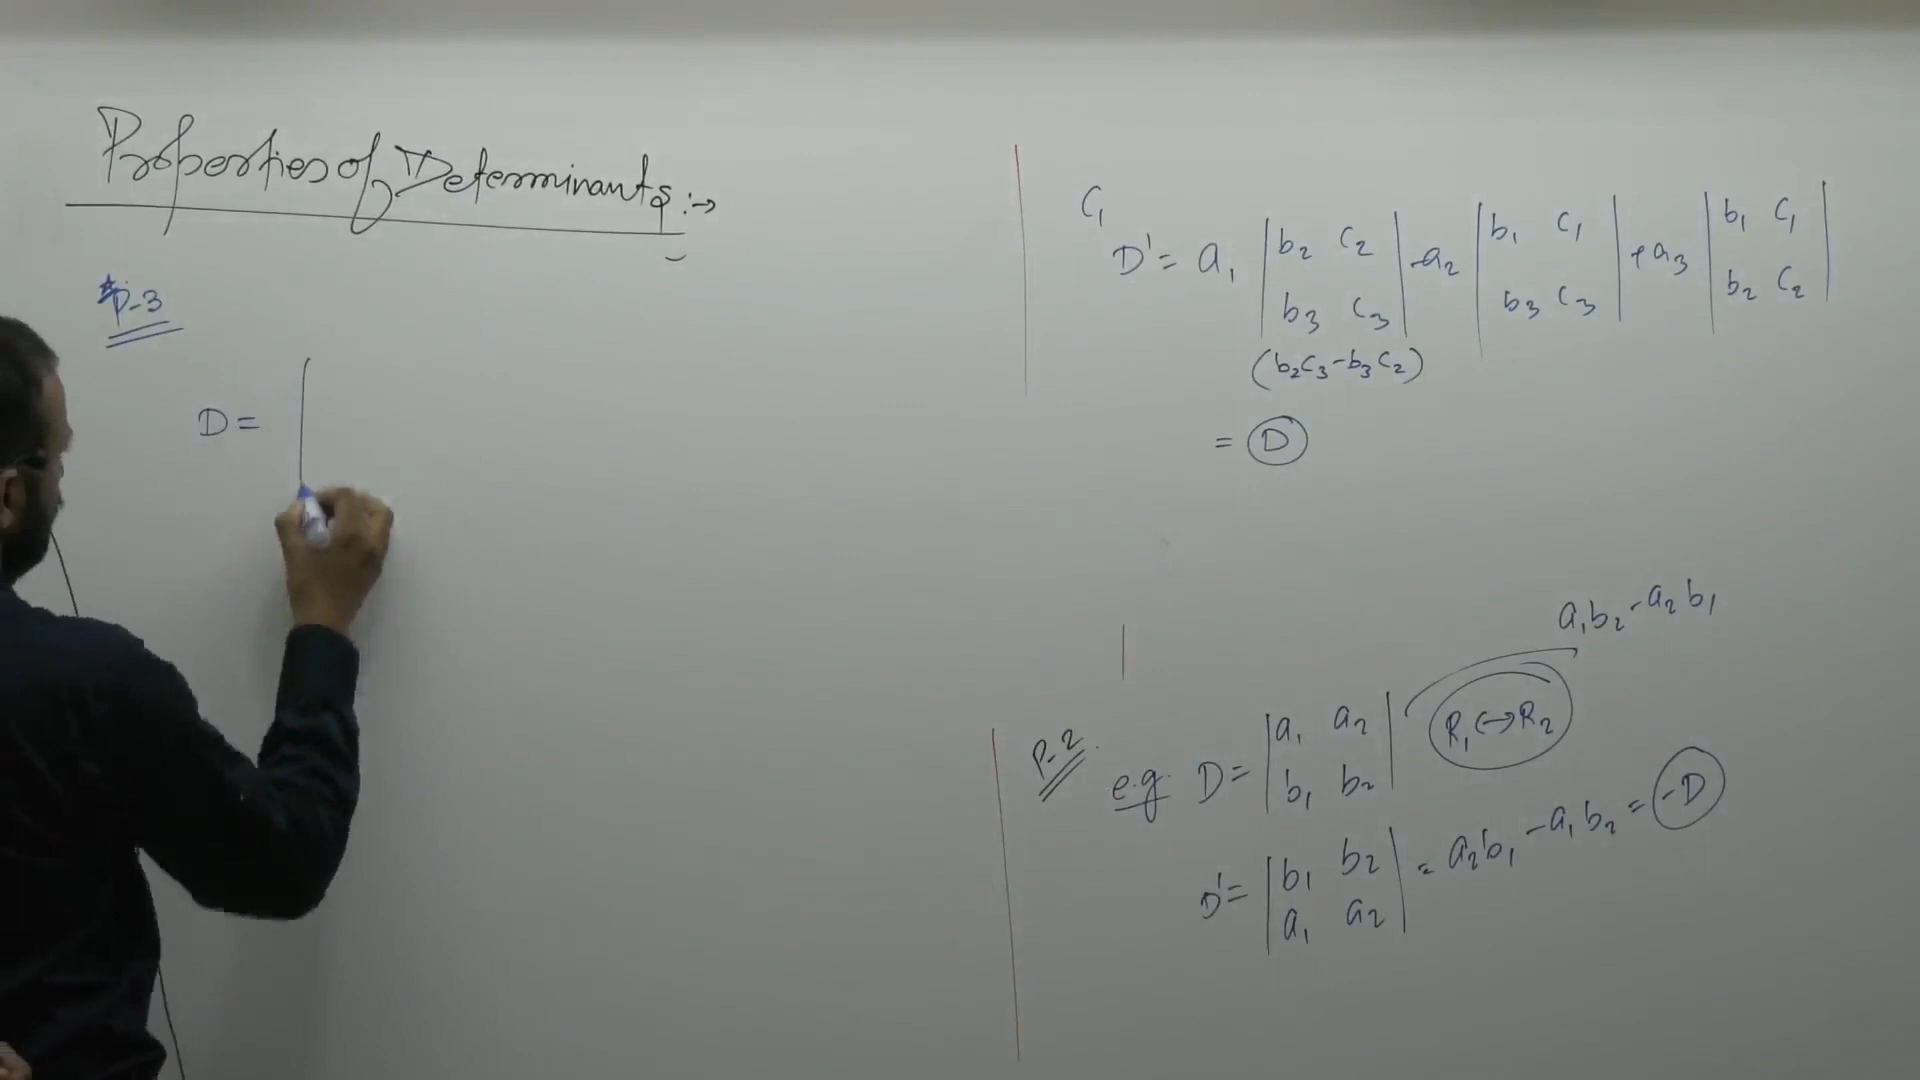 Properties of Determinants :→
*P-3
D = |
C₁
D' = a₁ |b₂ c₂| - a₂ |b₁ c₁| + a₃ |b₁ c₁|
|b₃ c₃| |b₃ c₃| |b₂ c₂|
(b₂c₃ - b₃c₂)
= D
a₁b₂ - a₂b₁
P-2. e.g. D = |a₁ a₂| R₁ ↔ R₂
|b₁ b₂|
D' = |b₁ b₂| = a₂b₁ - a₁b₂ = -D
|a₁ a₂|